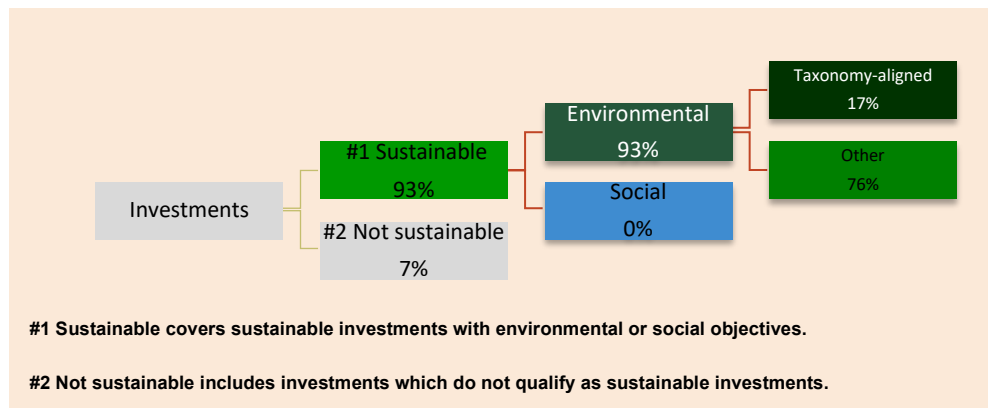 Investments
#1 Sustainable
93%
#2 Not sustainable
7%
Environmental
93%
Social
0%
Taxonomy-aligned
17%
Other
76%
#1 Sustainable covers sustainable investments with environmental or social objectives.
#2 Not sustainable includes investments which do not qualify as sustainable investments.